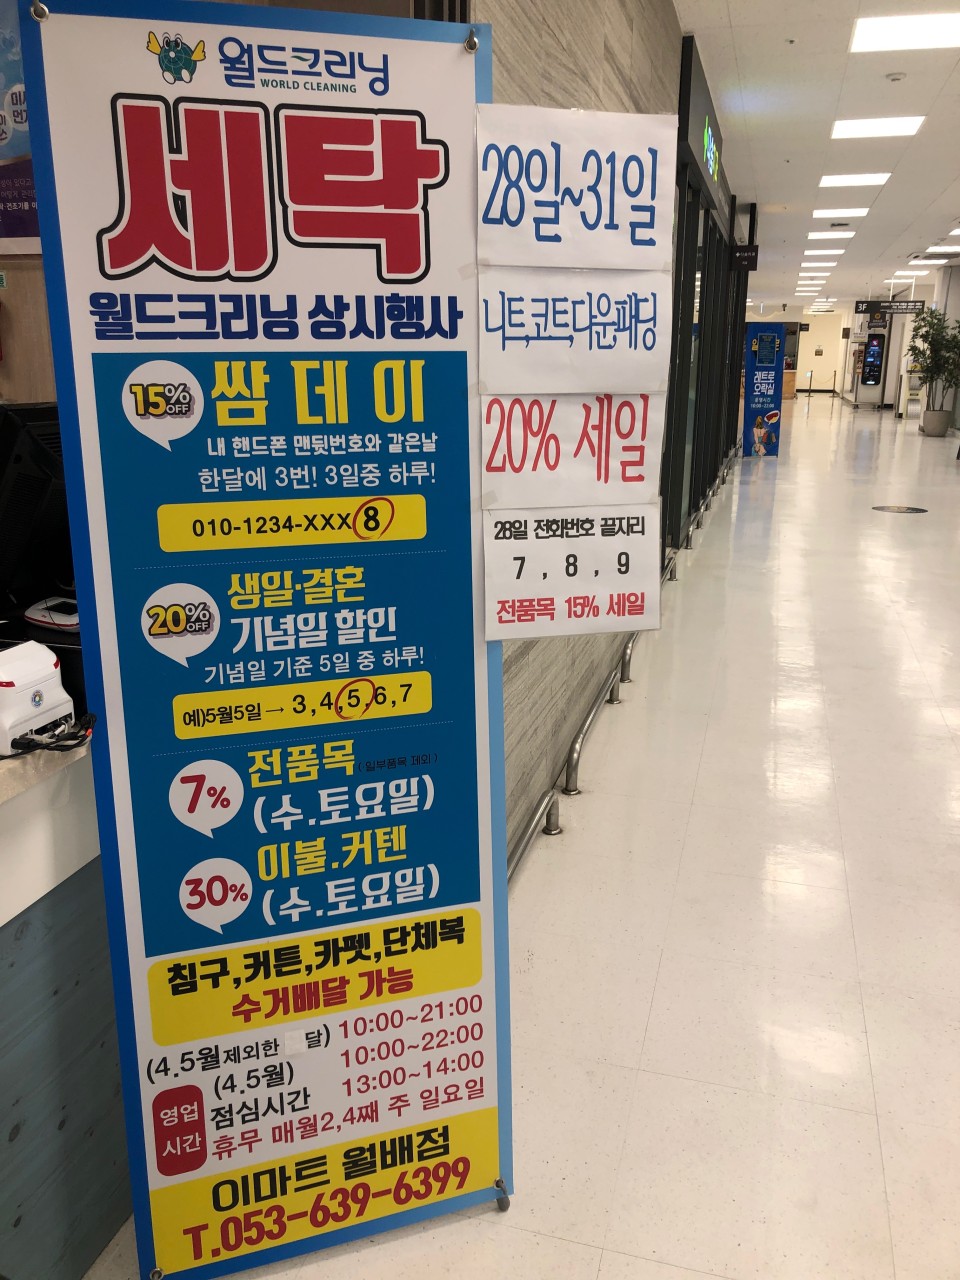 월드크리닝
WORLD CLEANING
세탁
월드크리닝 상시행사
15% OFF
쌈 데 이
내 핸드폰 맨뒷번호와 같은날
한달에 3번! 3일중 하루!
010-1234-XXX8
20% OFF
생일·결혼
기념일 할인
기념일 기준 5일 중 하루!
예)5월5일 → 3,4,5,6,7
7%
전품목 (일부품목 제외)
(수.토요일)
30%
이불.커텐
(수.토요일)
침구,커튼,카펫,단체복
수거배달 가능
(4.5월제외한 달) 10:00~21:00
(4.5월) 10:00~22:00
영업시간
점심시간 13:00~14:00
휴무 매월2,4째 주 일요일
이마트 월배점
T.053-639-6399
28일~31일
니트,코트,다운,패딩
20% 세일
28일 전화번호 끝자리
7 , 8 , 9
전품목 15% 세일
3F
레트로
오락실